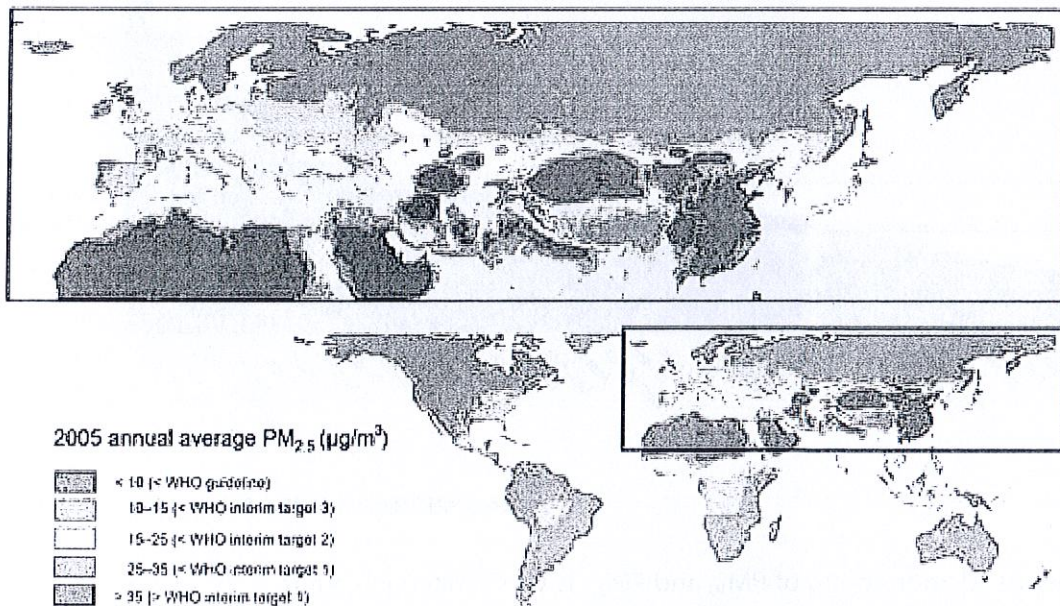 2005 annual average PM2.5 (µg/m3)
< 10 (< WHO guideline)
10–15 (< WHO interim target 3)
15–25 (< WHO interim target 2)
25–35 (< WHO interim target 1)
> 35 (> WHO interim target 1)